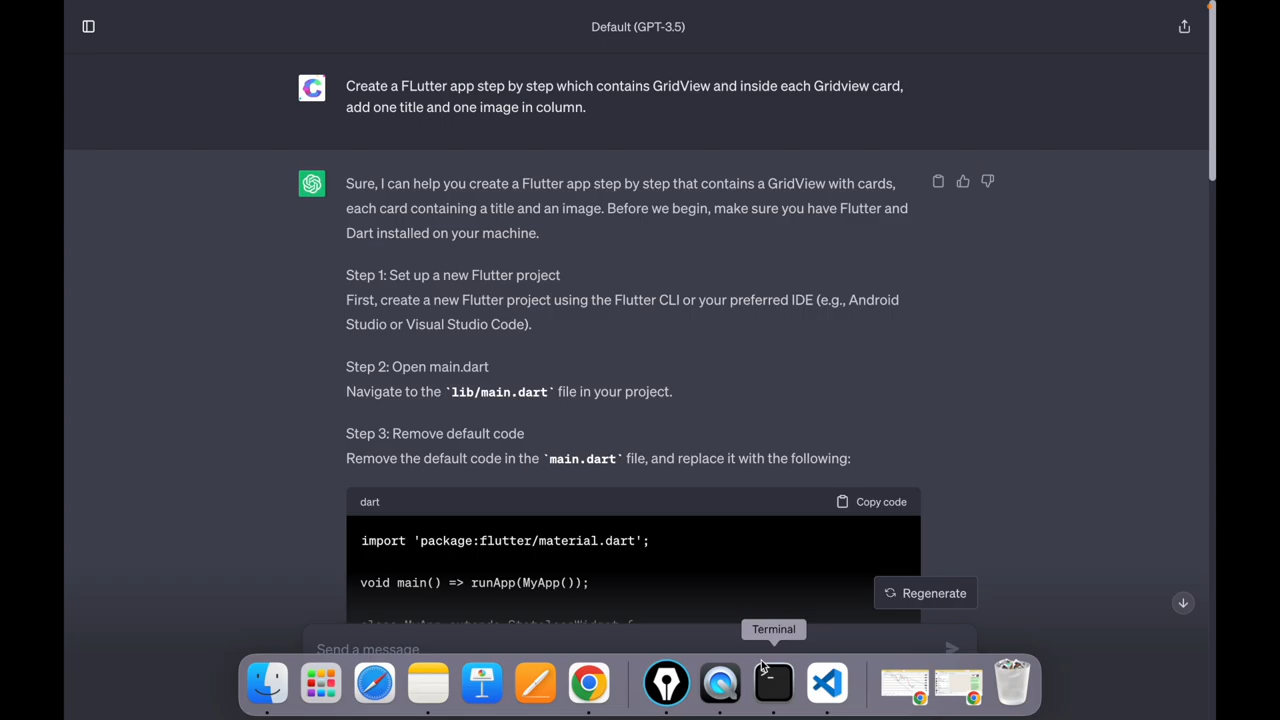 Default (GPT-3.5)
Create a FLutter app step by step which contains GridView and inside each Gridview card,
add one title and one image in column.
Sure, I can help you create a Flutter app step by step that contains a GridView with cards,
each card containing a title and an image. Before we begin, make sure you have Flutter and
Dart installed on your machine.
Step 1: Set up a new Flutter project
First, create a new Flutter project using the Flutter CLI or your preferred IDE (e.g., Android
Studio or Visual Studio Code).
Step 2: Open main.dart
Navigate to the `lib/main.dart` file in your project.
Step 3: Remove default code
Remove the default code in the `main.dart` file, and replace it with the following:
dart
Copy code
import 'package:flutter/material.dart';
void main() => runApp(MyApp());
class MyApp extends StatelessWidget {
Regenerate
Terminal
Send a message